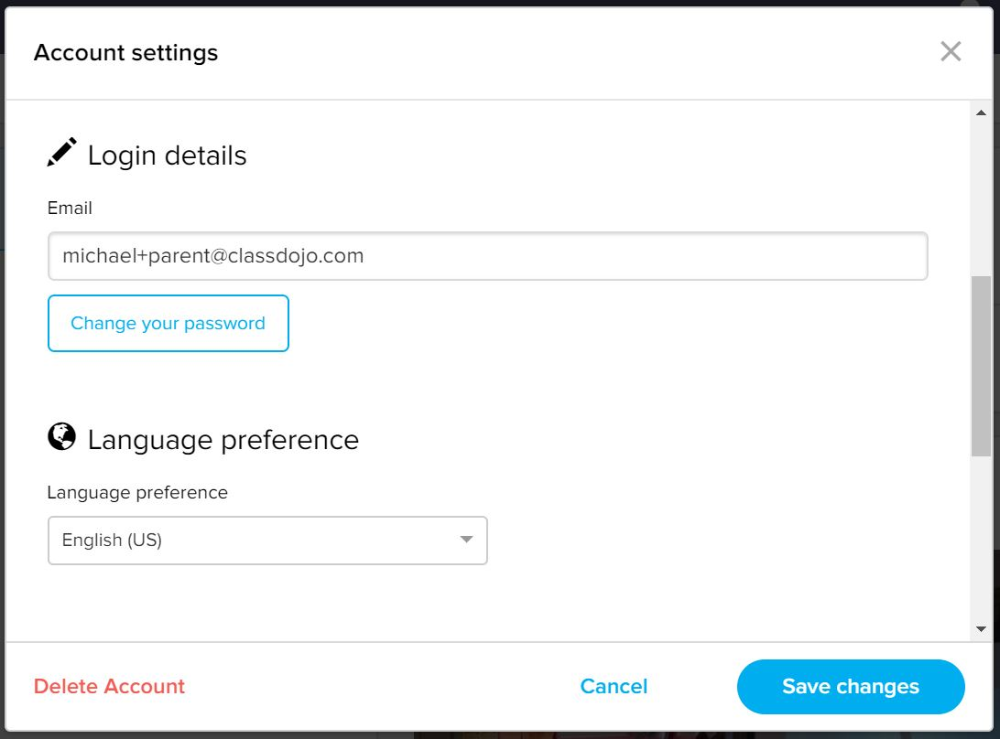 Account settings
Login details
Email
michael+parent@classdojo.com
Change your password
Language preference
Language preference
English (US)
Delete Account
Cancel
Save changes